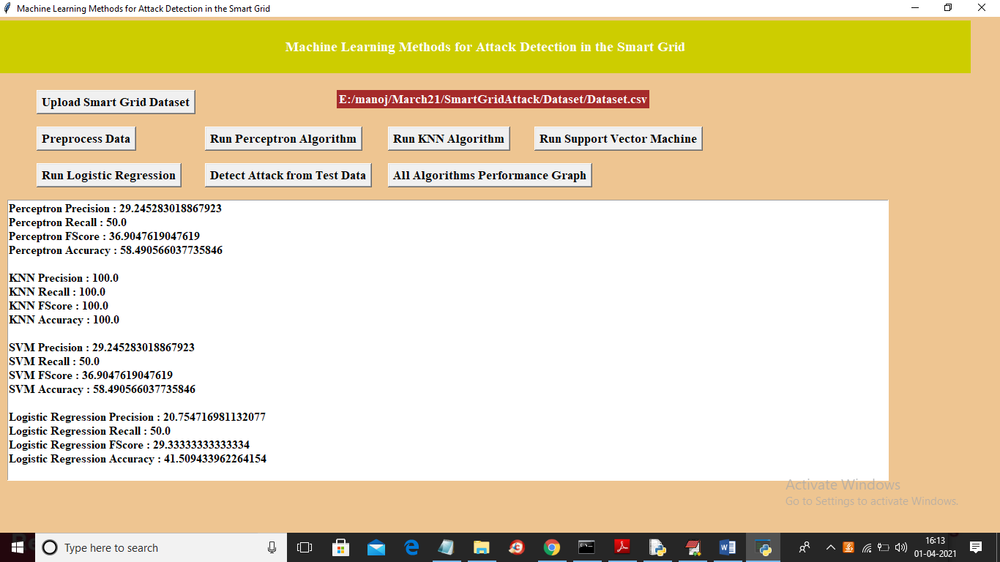 Machine Learning Methods for Attack Detection in the Smart Grid
Machine Learning Methods for Attack Detection in the Smart Grid
Upload Smart Grid Dataset
E:/manoj/March21/SmartGridAttack/Dataset/Dataset.csv
Preprocess Data
Run Perceptron Algorithm
Run KNN Algorithm
Run Support Vector Machine
Run Logistic Regression
Detect Attack from Test Data
All Algorithms Performance Graph
Perceptron Precision : 29.245283018867923
Perceptron Recall : 50.0
Perceptron FScore : 36.9047619047619
Perceptron Accuracy : 58.490566037735846
KNN Precision : 100.0
KNN Recall : 100.0
KNN FScore : 100.0
KNN Accuracy : 100.0
SVM Precision : 29.245283018867923
SVM Recall : 50.0
SVM FScore : 36.9047619047619
SVM Accuracy : 58.490566037735846
Logistic Regression Precision : 20.754716981132077
Logistic Regression Recall : 50.0
Logistic Regression FScore : 29.33333333333334
Logistic Regression Accuracy : 41.509433962264154
Activate Windows
Go to Settings to activate Windows.
Type here to search
16:13
01-04-2021